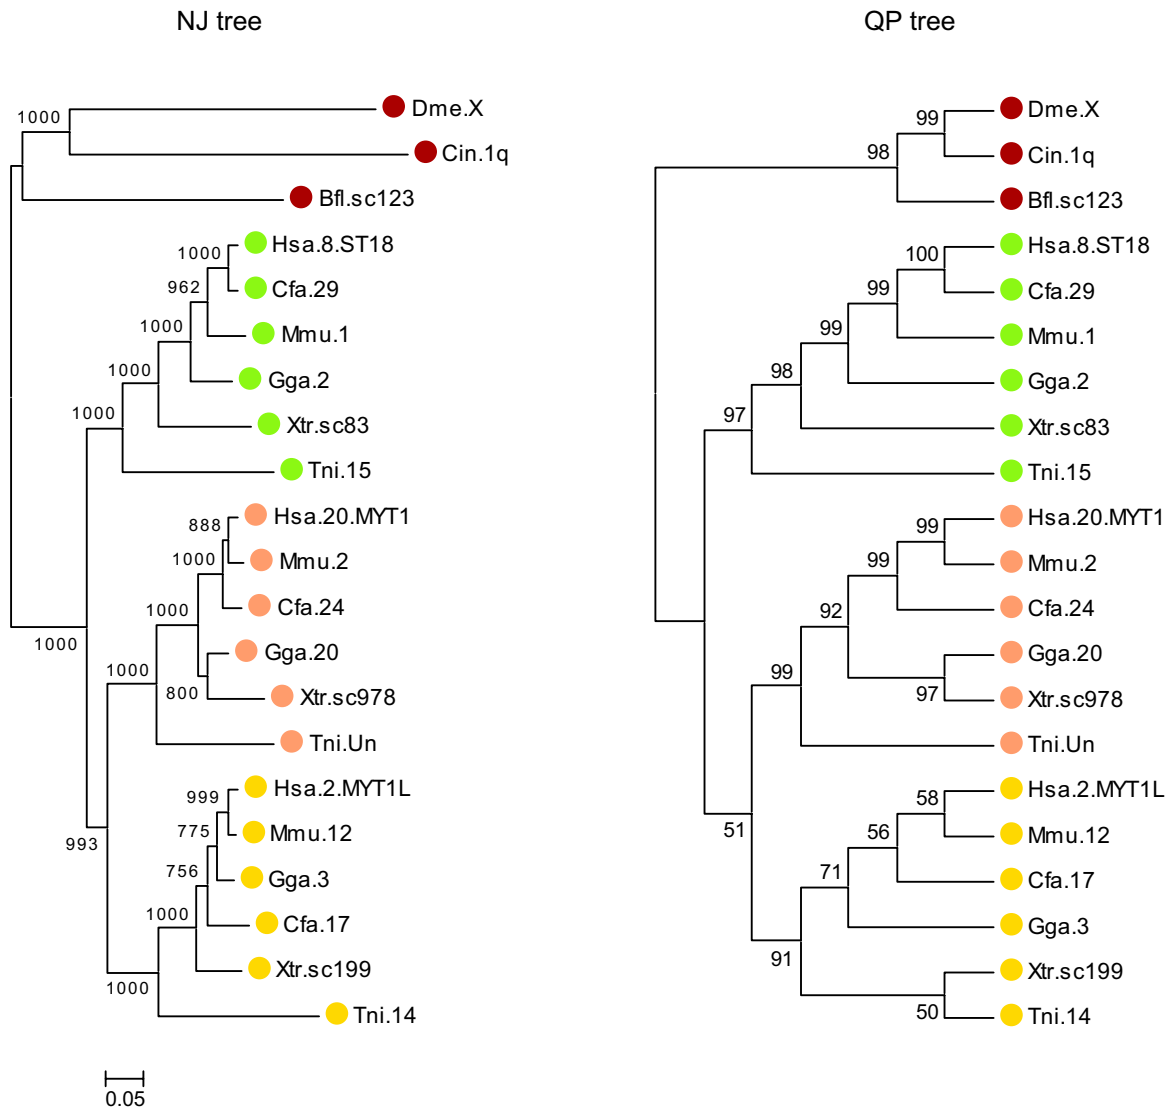 NJ tree
QP tree
1000
Dme.X
Cin.1q
Bfl.sc123
1000
Hsa.8.ST18
962
Cfa.29
1000
Mmu.1
1000
Gga.2
1000
Xtr.sc83
Tni.15
888
Hsa.20.MYT1
1000
Mmu.2
1000
Cfa.24
1000
Gga.20
800
Xtr.sc978
Tni.Un
1000
999
Hsa.2.MYT1L
775
Mmu.12
993
756
Gga.3
1000
Cfa.17
Xtr.sc199
1000
Tni.14
0.05
99
Dme.X
98
Cin.1q
Bfl.sc123
100
Hsa.8.ST18
99
Cfa.29
99
Mmu.1
98
Gga.2
97
Xtr.sc83
Tni.15
99
Hsa.20.MYT1
99
Mmu.2
92
Cfa.24
99
Gga.20
97
Xtr.sc978
Tni.Un
58
Hsa.2.MYT1L
51
56
Mmu.12
71
Cfa.17
Gga.3
91
Xtr.sc199
50
Tni.14